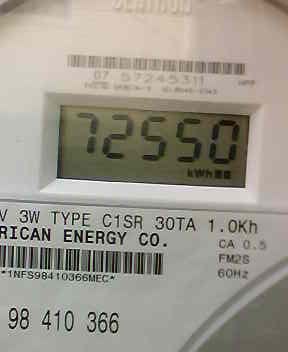 CENTRON
07 57245311
72550
kWh
V 3W TYPE C1SR 30TA 1.0Kh
RICAN ENERGY CO.
CA 0.5
FM2S
60Hz
*1NFS98410366MEC*
98 410 366